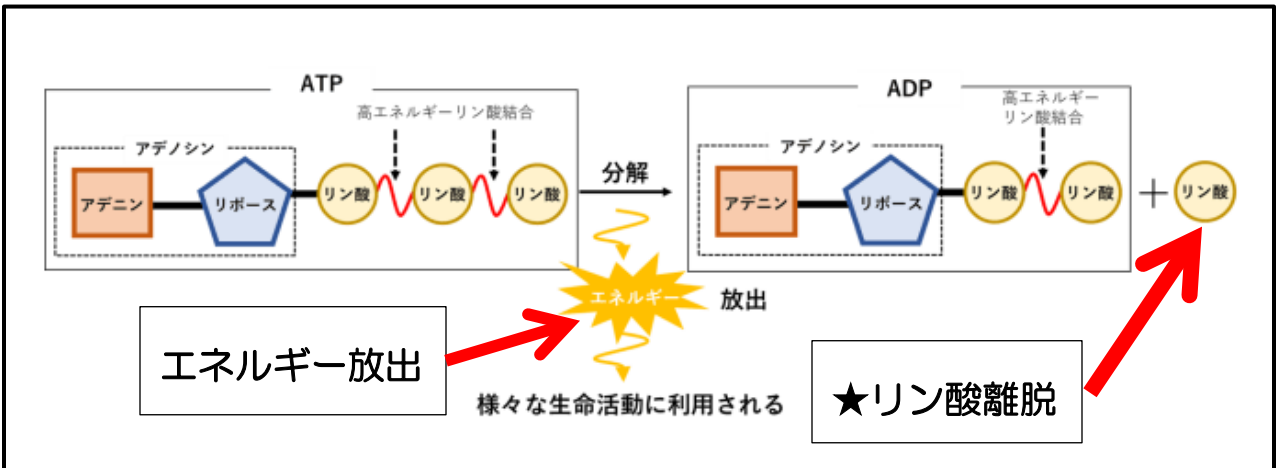 ATP
高エネルギーリン酸結合
アデノシン
アデニン
リボース
リン酸
リン酸
リン酸
分解
ADP
高エネルギー
リン酸結合
アデノシン
アデニン
リボース
リン酸
リン酸
+
リン酸
エネルギー
放出
様々な生命活動に利用される
エネルギー放出
★リン酸離脱